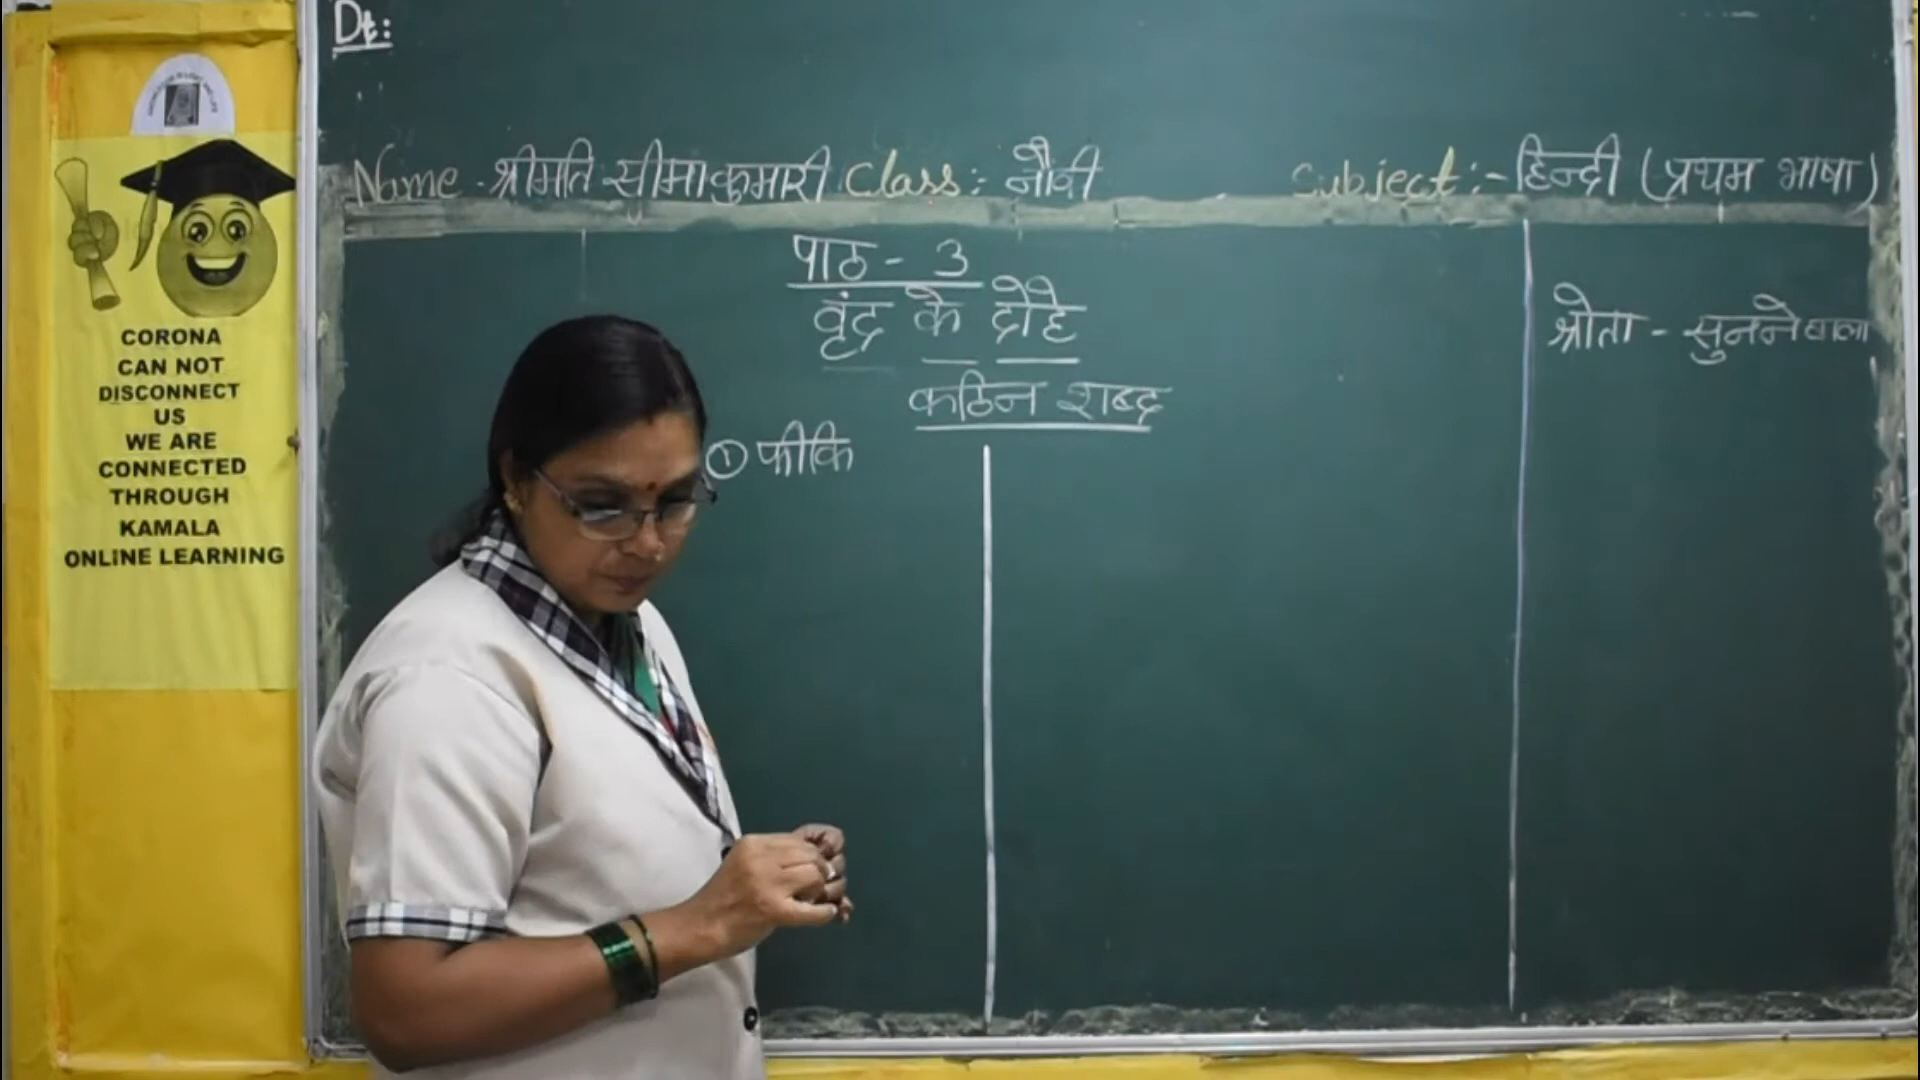 Dt:
Name - श्रीमति सीमा कुमारी Class:- नौवी Subject:- हिन्दी (प्रथम भाषा)
पाठ - 3
वृंद के दोहे
कठिन शब्द
① फीकि
श्रोता - सुननेवाला
CORONA
CAN NOT
DISCONNECT
US
WE ARE
CONNECTED
THROUGH
KAMALA
ONLINE LEARNING